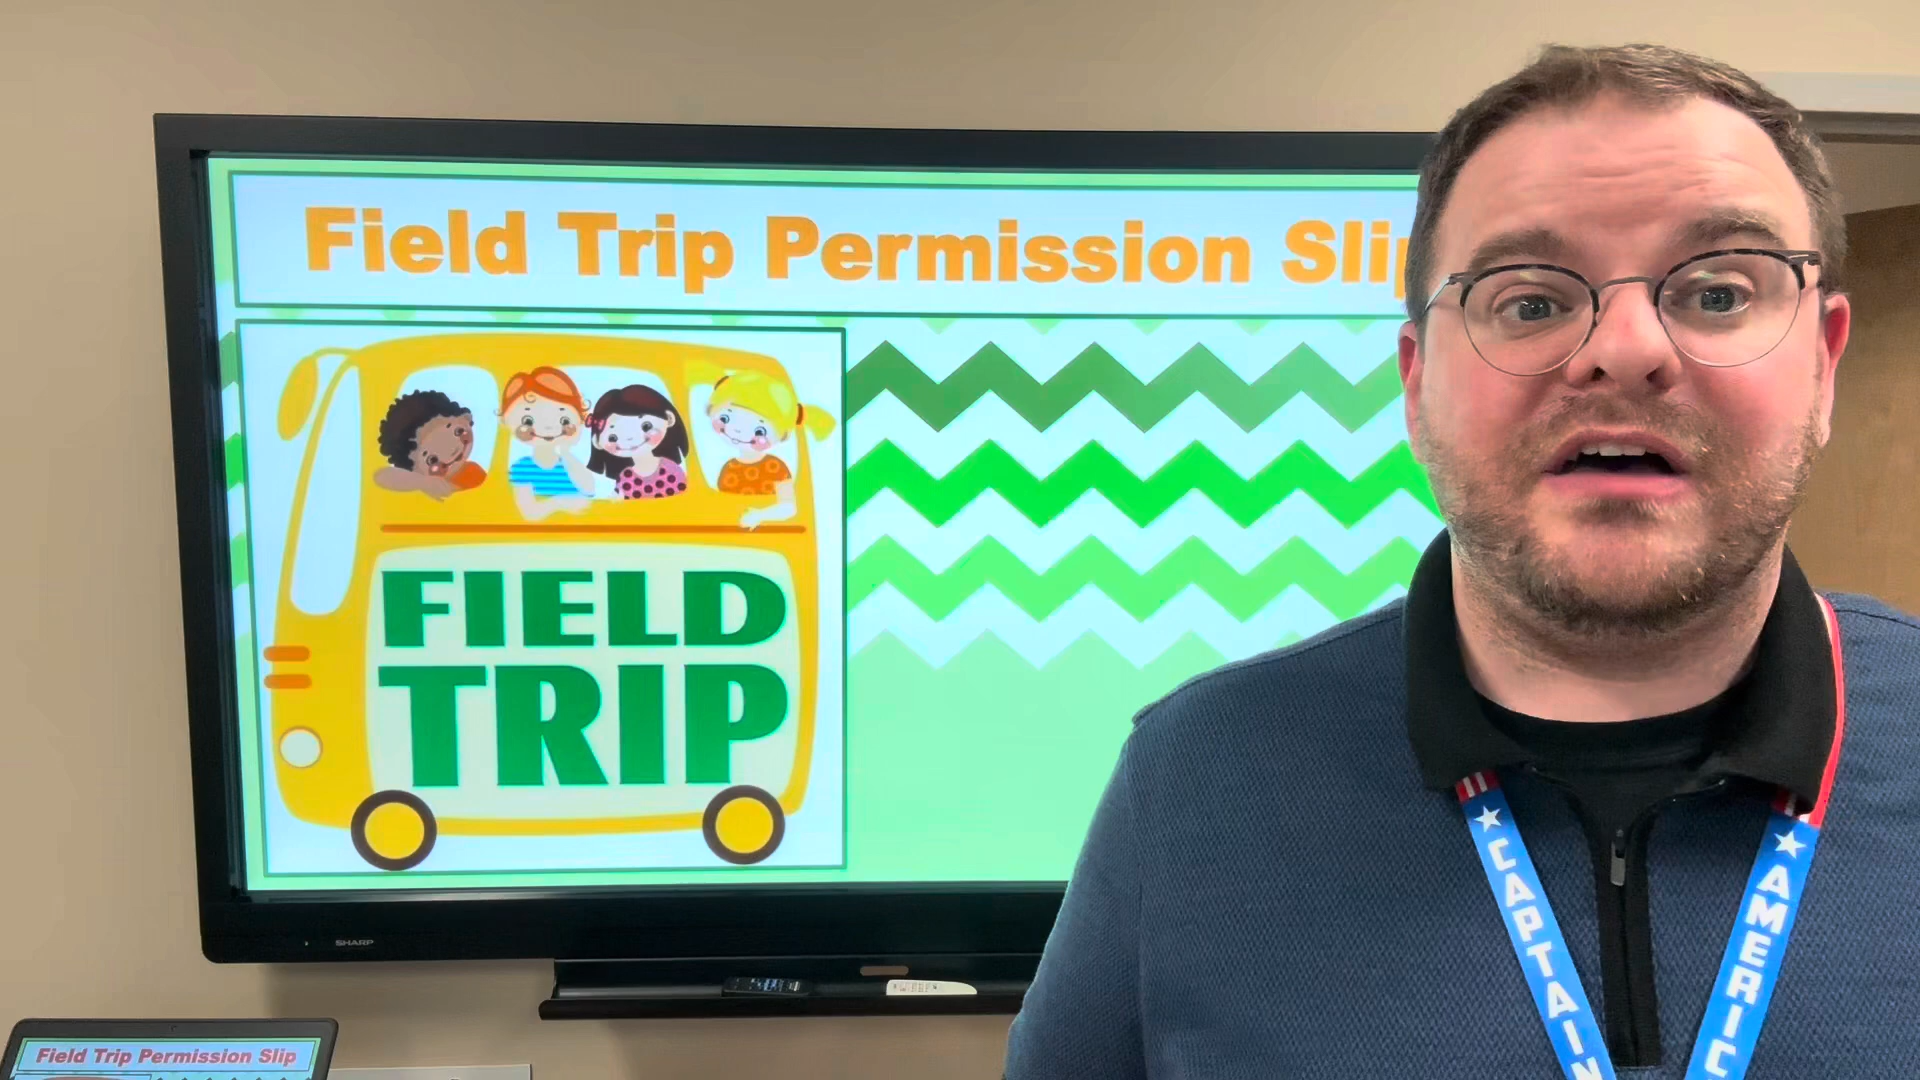 Field Trip Permission Slip
FIELD
TRIP
SHARP
Field Trip Permission Slip
CAPTAIN
AMERIC